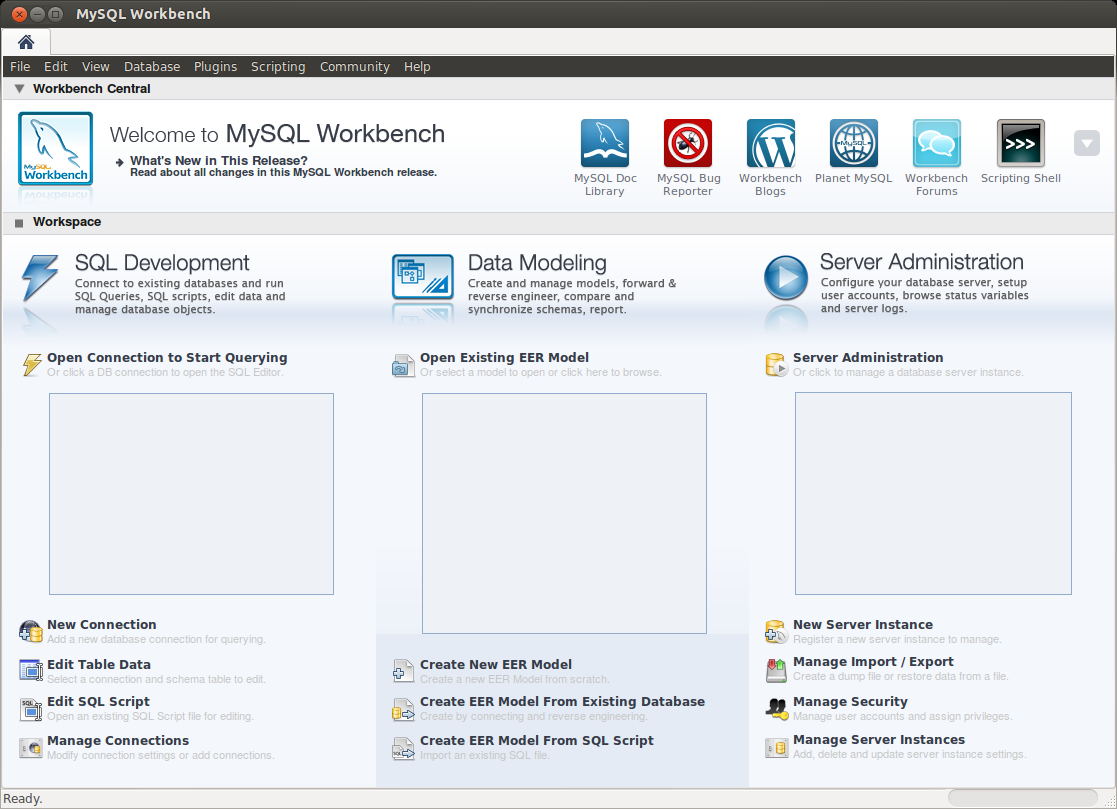 MySQL Workbench
File Edit View Database Plugins Scripting Community Help
Workbench Central
MySQL
Workbench
Welcome to MySQL Workbench
What's New in This Release?
Read about all changes in this MySQL Workbench release.
MySQL Doc
Library
MySQL Bug
Reporter
Workbench
Blogs
MySQL
Planet MySQL
Workbench
Forums
>>>
Scripting Shell
Workspace
SQL Development
Connect to existing databases and run
SQL Queries, SQL scripts, edit data and
manage database objects.
Data Modeling
Create and manage models, forward &
reverse engineer, compare and
synchronize schemas, report.
Server Administration
Configure your database server, setup
user accounts, browse status variables
and server logs.
Open Connection to Start Querying
Or click a DB connection to open the SQL Editor.
Open Existing EER Model
Or select a model to open or click here to browse.
Server Administration
Or click to manage a database server instance.
New Connection
Add a new database connection for querying.
Edit Table Data
Select a connection and schema table to edit.
SQL
Edit SQL Script
Open an existing SQL Script file for editing.
Manage Connections
Modify connection settings or add connections.
Create New EER Model
Create a new EER Model from scratch.
Create EER Model From Existing Database
Create by connecting and reverse engineering.
SQL
Create EER Model From SQL Script
Import an existing SQL file.
New Server Instance
Register a new server instance to manage.
Manage Import / Export
Create a dump file or restore data from a file.
Manage Security
Manage user accounts and assign privileges.
Manage Server Instances
Add, delete and update server instance settings.
Ready.